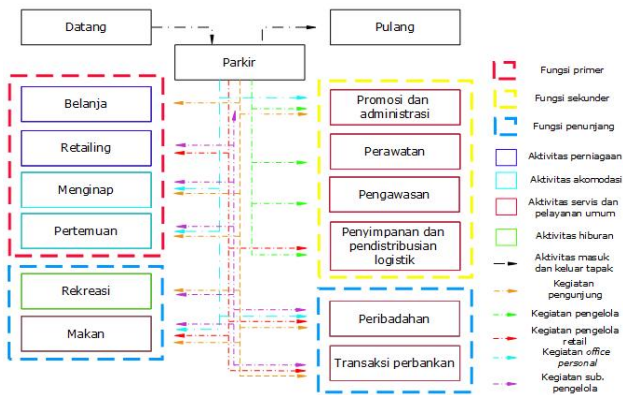 Datang
Pulang
Parkir
Belanja
Retailing
Menginap
Pertemuan
Rekreasi
Makan
Promosi dan
administrasi
Perawatan
Pengawasan
Penyimpanan dan
pendistribusian
logistik
Peribadahan
Transaksi perbankan
Fungsi primer
Fungsi sekunder
Fungsi penunjang
Aktivitas perniagaan
Aktivitas akomodasi
Aktivitas servis dan
pelayanan umum
Aktivitas hiburan
Aktivitas masuk
dan keluar tapak
Kegiatan
pengunjung
Kegiatan pengelola
Kegiatan pengelola
retail
Kegiatan office
personal
Kegiatan sub.
pengelola